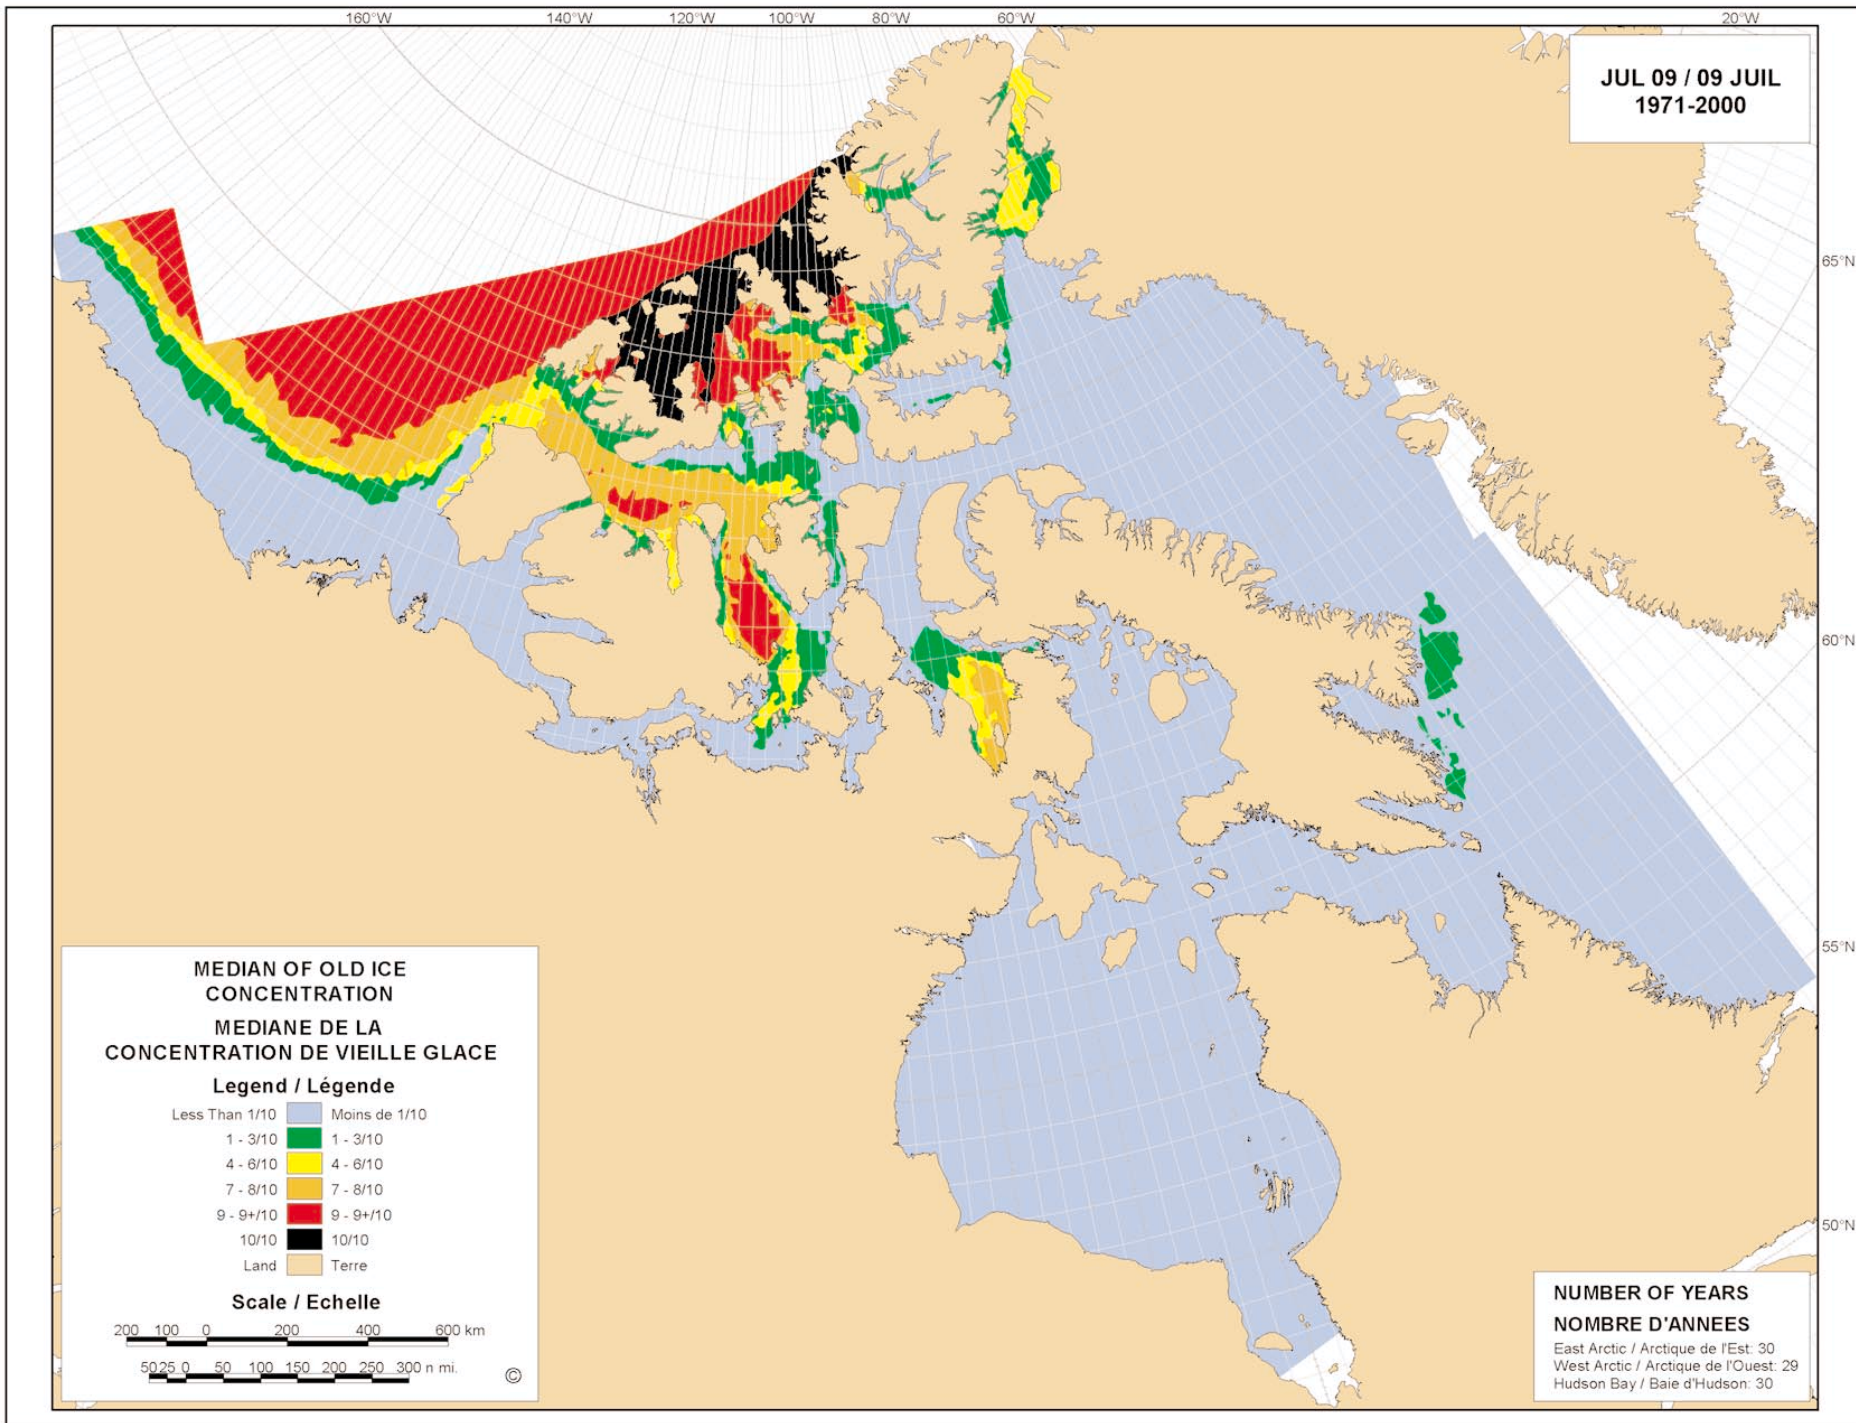 160°W 140°W 120°W 100°W 80°W 60°W 20°W
JUL 09 / 09 JUIL
1971-2000
65°N
60°N
55°N
50°N
MEDIAN OF OLD ICE
CONCENTRATION
MEDIANE DE LA
CONCENTRATION DE VIEILLE GLACE
Legend / Légende
Less Than 1/10 Moins de 1/10
1 - 3/10 1 - 3/10
4 - 6/10 4 - 6/10
7 - 8/10 7 - 8/10
9 - 9+/10 9 - 9+/10
10/10 10/10
Land Terre
Scale / Echelle
200 100 0 200 400 600 km
50 25 0 50 100 150 200 250 300 n mi.
©
NUMBER OF YEARS
NOMBRE D'ANNEES
East Arctic / Arctique de l'Est: 30
West Arctic / Arctique de l'Ouest: 29
Hudson Bay / Baie d'Hudson: 30